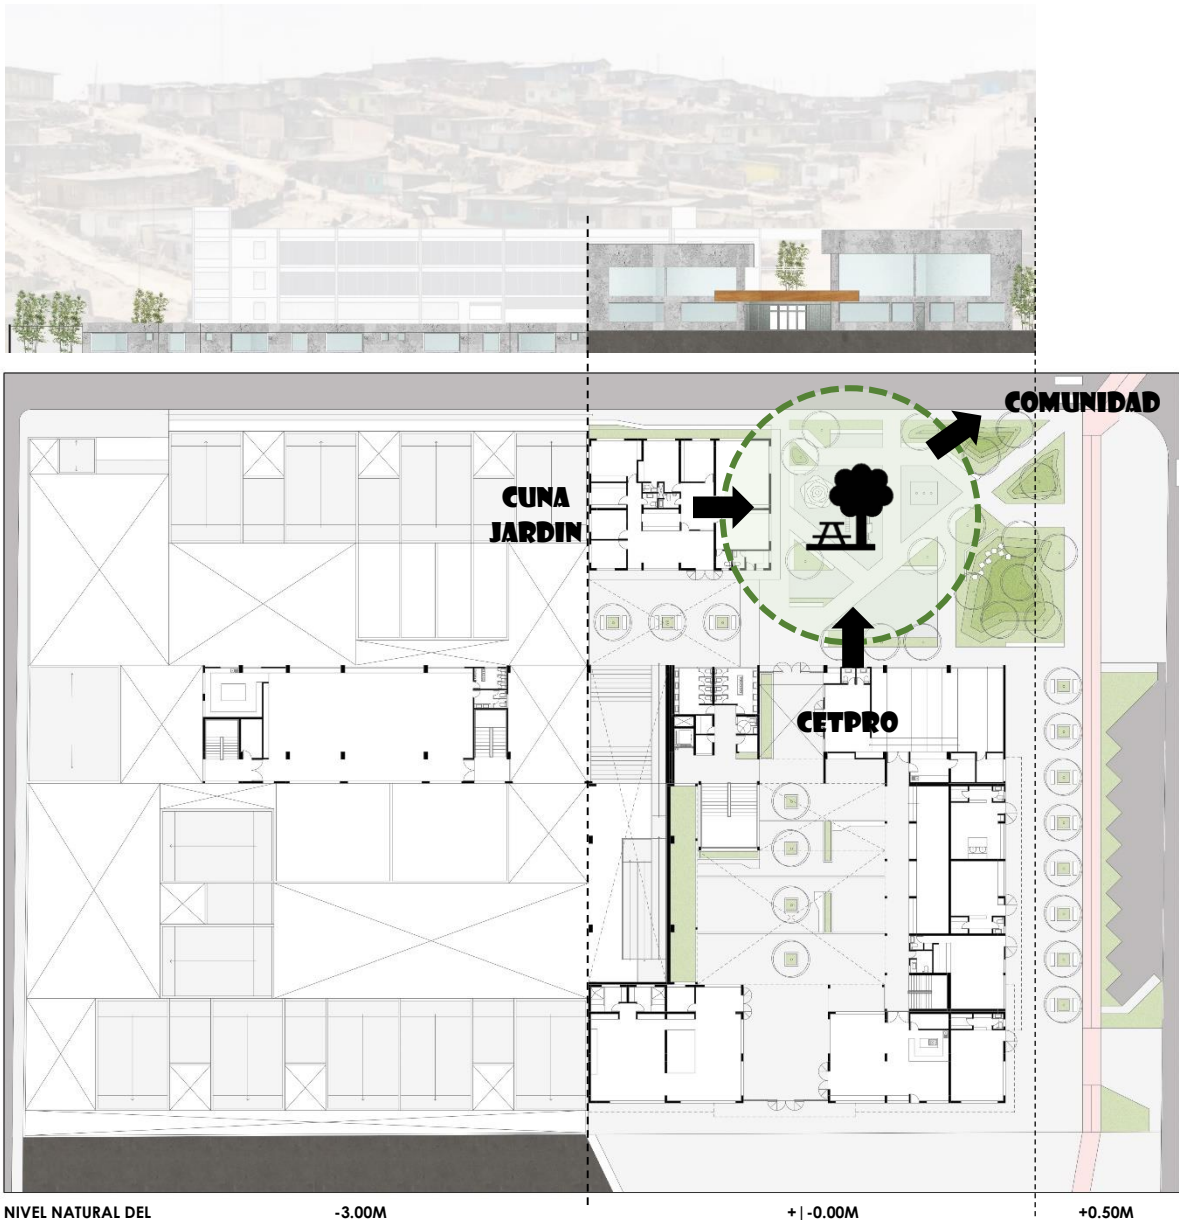 COMUNIDAD
CUNA
JARDIN
CETPRO
NIVEL NATURAL DEL
-3.00M
+|-0.00M
+0.50M